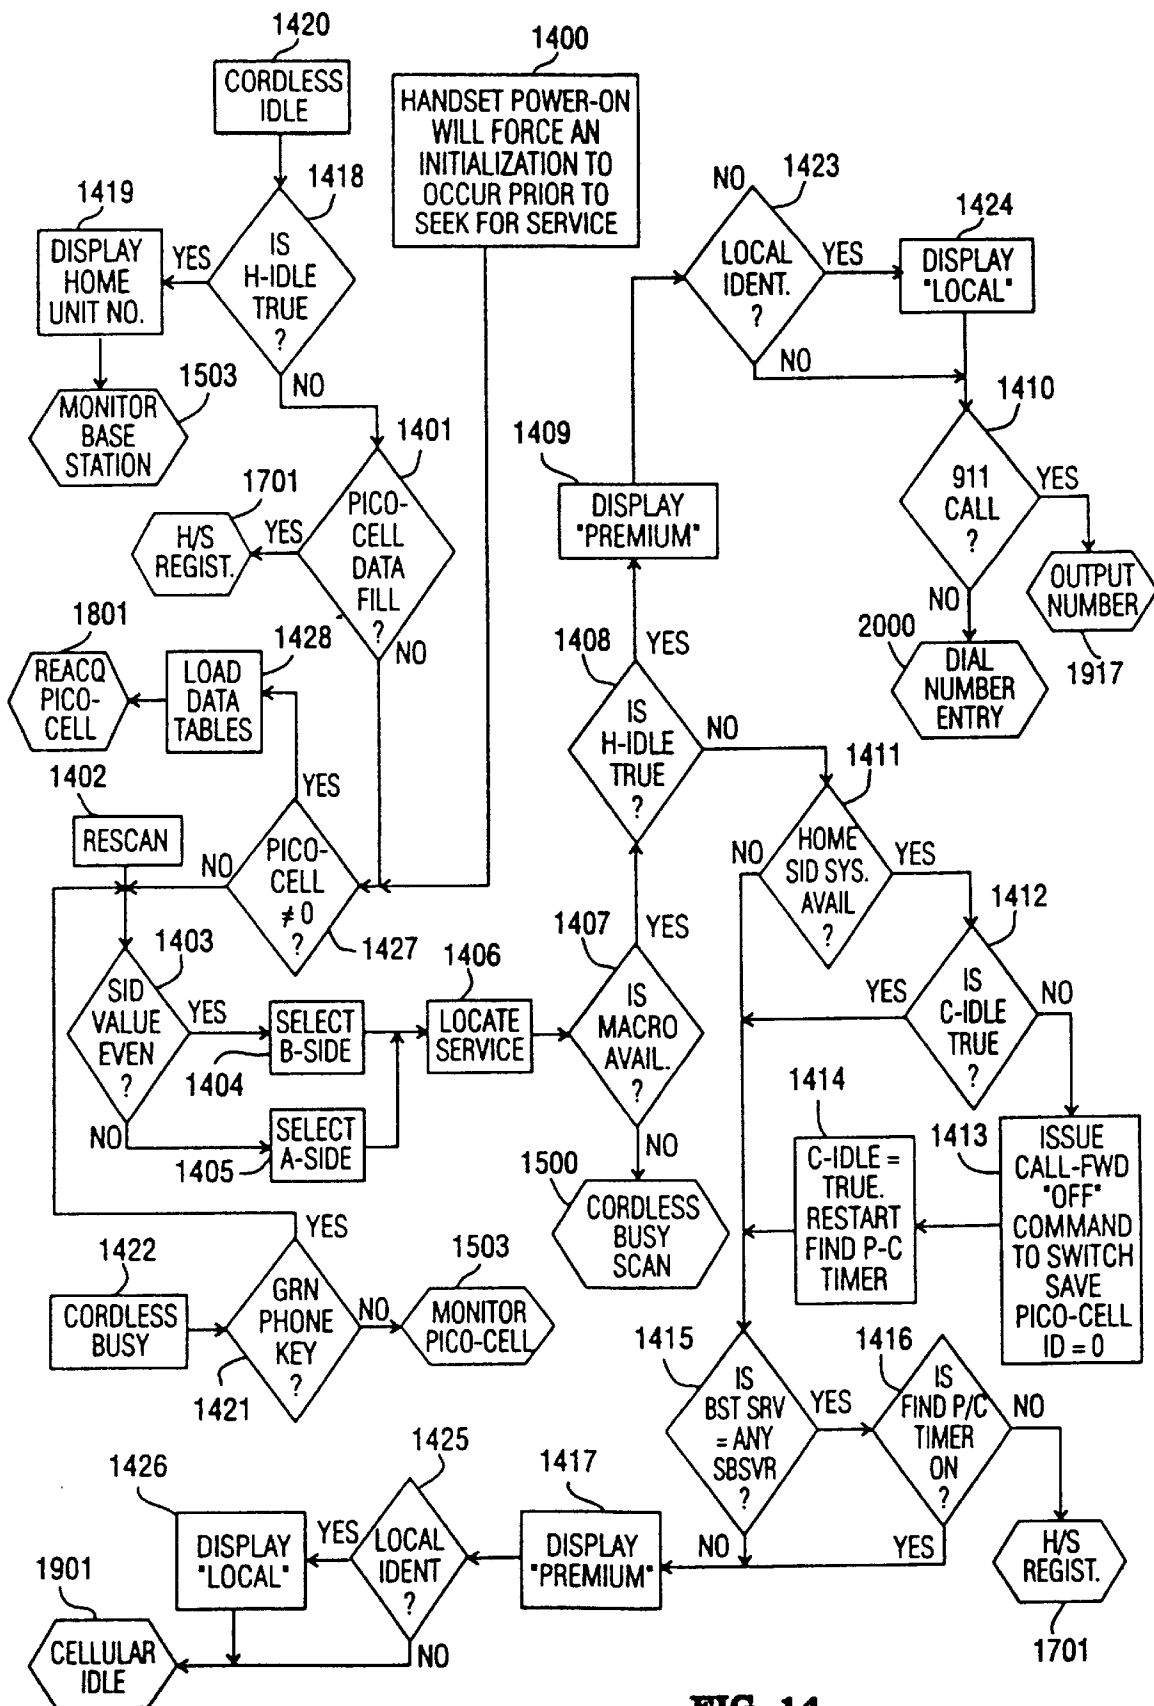 1420
CORDLESS
IDLE
1400
HANDSET POWER-ON
WILL FORCE AN
INITIALIZATION TO
OCCUR PRIOR TO
SEEK FOR SERVICE
1418
IS
H-IDLE
TRUE
?
YES
NO
1419
DISPLAY
HOME
UNIT NO.
1503
MONITOR
BASE
STATION
1401
PICO-
CELL
DATA
FILL
?
YES
NO
1701
H/S
REGIST.
1801
REACQ
PICO-
CELL
1428
LOAD
DATA
TABLES
1402
RESCAN
YES
NO
PICO-
CELL
≠ 0
?
1427
1403
SID
VALUE
EVEN
?
YES
NO
SELECT
B-SIDE
1404
SELECT
A-SIDE
1405
1406
LOCATE
SERVICE
1407
IS
MACRO
AVAIL.
?
YES
NO
1500
CORDLESS
BUSY
SCAN
1408
IS
H-IDLE
TRUE
?
YES
NO
1409
DISPLAY
"PREMIUM"
1423
NO
LOCAL
IDENT.
?
YES
NO
1424
DISPLAY
"LOCAL"
1410
911
CALL
?
YES
NO
OUTPUT
NUMBER
1917
2000
DIAL
NUMBER
ENTRY
1411
HOME
SID SYS.
AVAIL
?
NO
YES
1412
IS
C-IDLE
TRUE
?
YES
NO
1413
ISSUE
CALL-FWD
"OFF"
COMMAND
TO SWITCH
SAVE
PICO-CELL
ID = 0
1414
C-IDLE =
TRUE.
RESTART
FIND P-C
TIMER
1422
CORDLESS
BUSY
YES
GRN
PHONE
KEY
?
1421
NO
1503
MONITOR
PICO-CELL
1415
IS
BST SRV
= ANY
SBSVR
?
YES
NO
1416
IS
FIND P/C
TIMER
ON
?
NO
YES
H/S
REGIST.
1701
1417
DISPLAY
"PREMIUM"
1425
LOCAL
IDENT
?
YES
NO
1426
DISPLAY
"LOCAL"
1901
CELLULAR
IDLE
FIG. 14